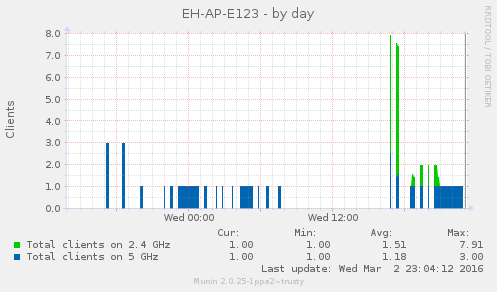 EH-AP-E123 - by day
RRDTOOL / TOBI OETIKER
Clients
8.0
7.0
6.0
5.0
4.0
3.0
2.0
1.0
0.0
Wed 00:00 Wed 12:00
Cur: Min: Avg: Max:
Total clients on 2.4 GHz 1.00 1.00 1.51 7.91
Total clients on 5 GHz 1.00 1.00 1.18 3.00
Last update: Wed Mar 2 23:04:12 2016
Munin 2.0.25-1ppa2~trusty